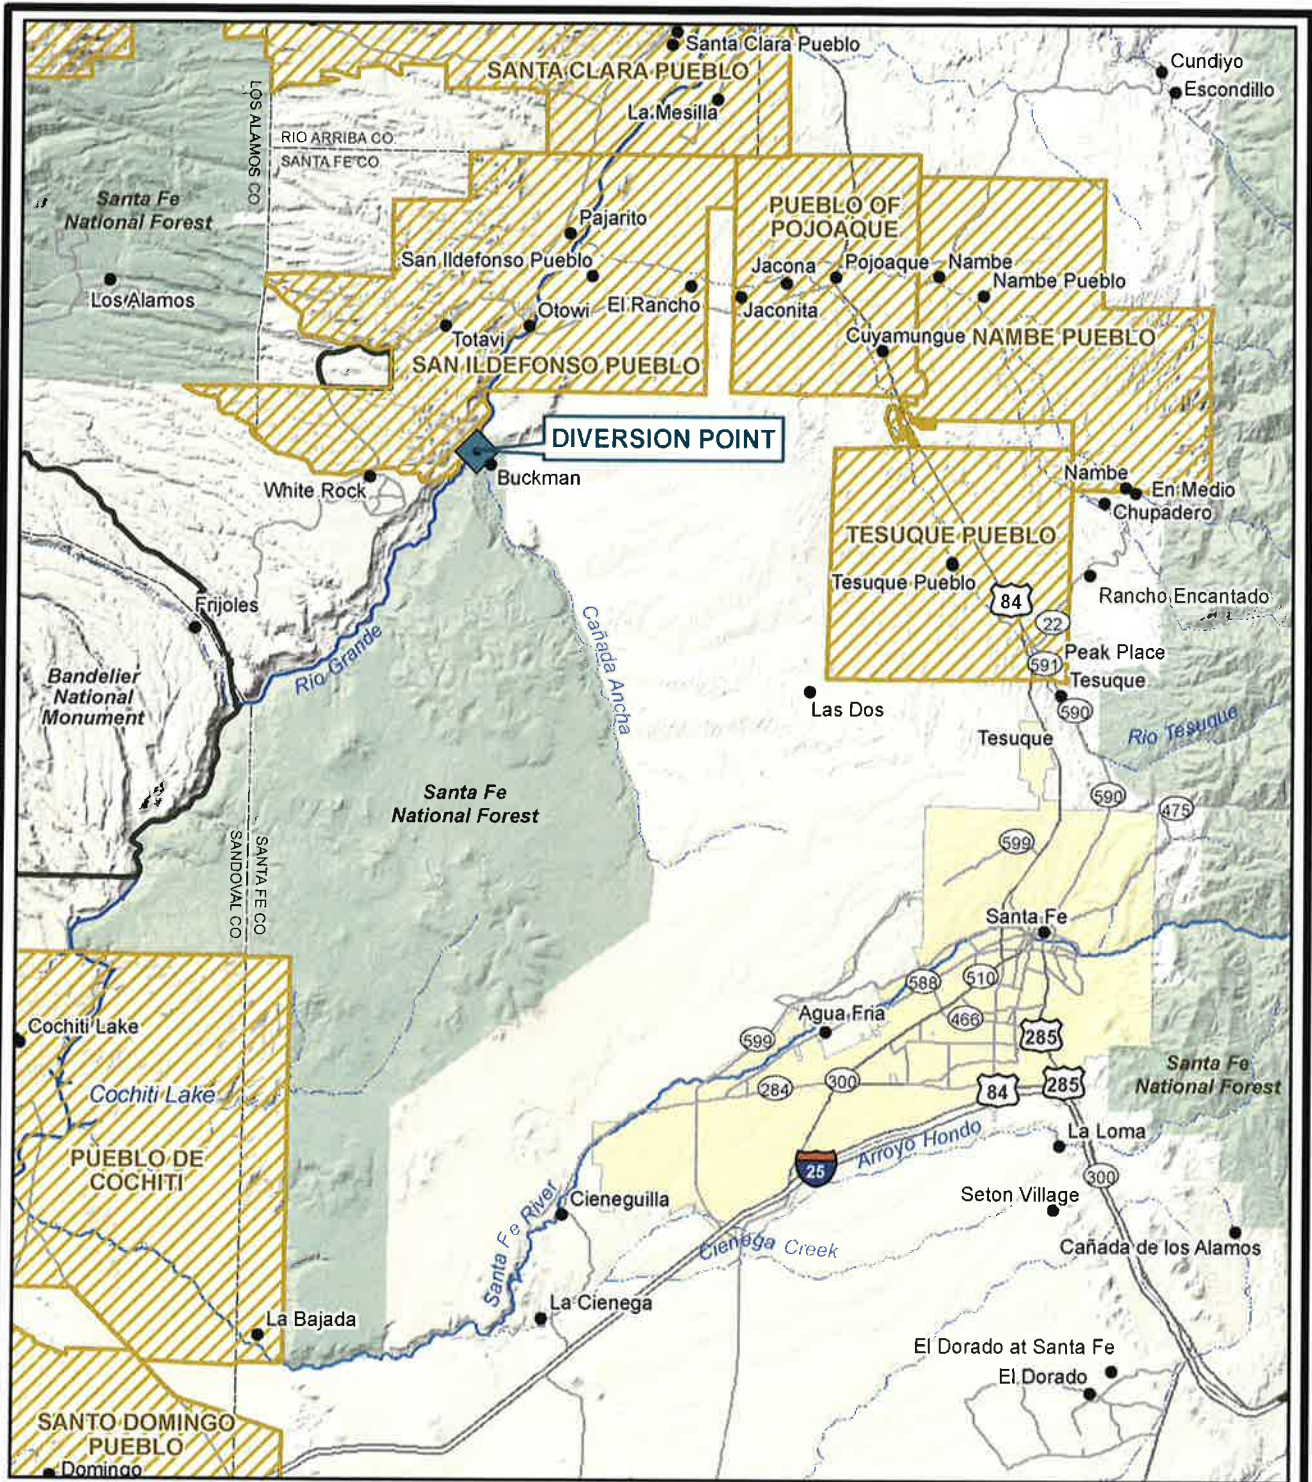 Santa Clara Pueblo
SANTA CLARA PUEBLO
La Mesilla
Cundiyo
Escondillo
LOS ALAMOS CO
RIO ARRIBA CO
SANTA FE CO
Santa Fe
National Forest
Los Alamos
Pajarito
San Ildefonso Pueblo
Otowi
El Rancho
Totavi
SAN ILDEFONSO PUEBLO
PUEBLO OF
POJOAQUE
Jacona
Pojoaque
Jaconita
Cuyamungue
Nambe
Nambe Pueblo
NAMBE PUEBLO
DIVERSION POINT
Buckman
White Rock
Nambe
En Medio
Chupadero
TESUQUE PUEBLO
Tesuque Pueblo
84
22
591
Rancho Encantado
Peak Place
Tesuque
590
Rio Tesuque
Las Dos
Tesuque
590
475
Frijoles
Rio Grande
Cañada Ancha
Bandelier
National
Monument
Santa Fe
National Forest
SANTA FE CO
SANDOVAL CO
599
Santa Fe
588
510
466
285
Agua Fria
599
284
300
84
285
Santa Fe
National Forest
Cochiti Lake
Cochiti Lake
PUEBLO DE
COCHITI
25
Arroyo Hondo
La Loma
300
Seton Village
Cañada de los Alamos
Cieneguilla
Santa Fe River
Cienega Creek
La Cienega
La Bajada
El Dorado at Santa Fe
El Dorado
SANTO DOMINGO
PUEBLO
Domingo